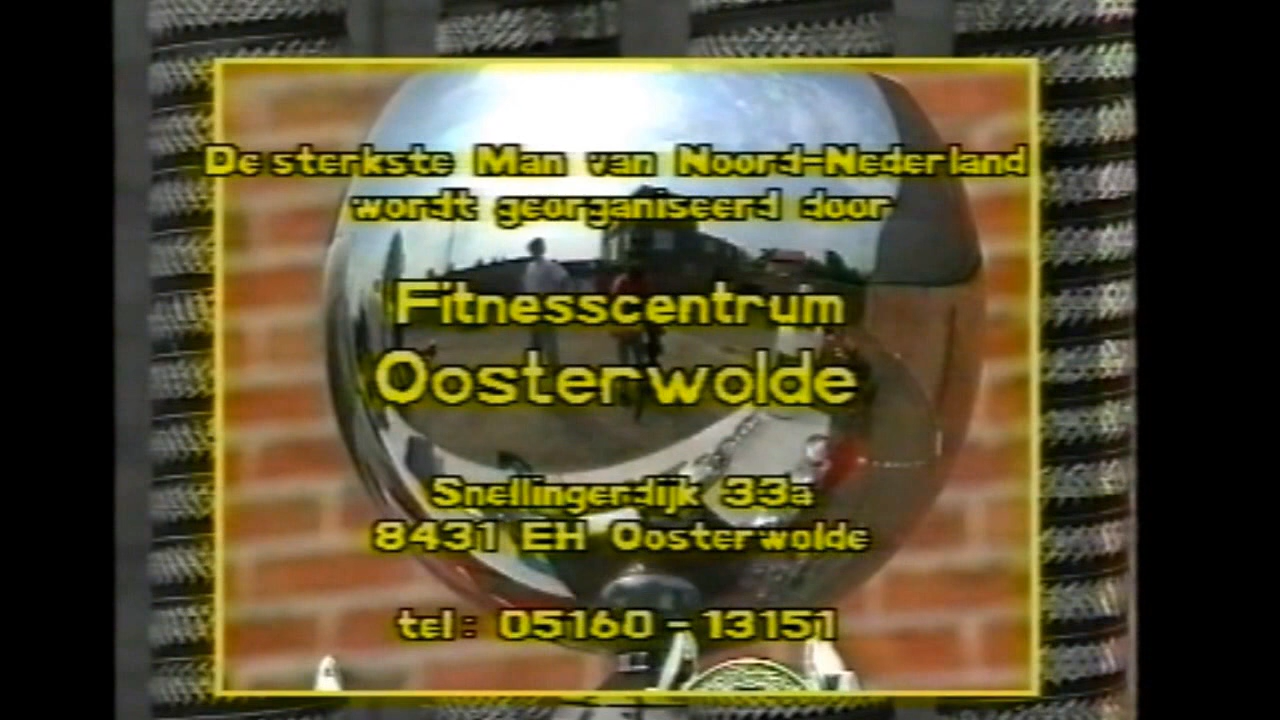 De sterkste Man van Noord-Nederland
wordt georganiseerd door
Fitnesscentrum
Oosterwolde
Snellingerdijk 33a
8431 EH Oosterwolde
tel: 05160-13151